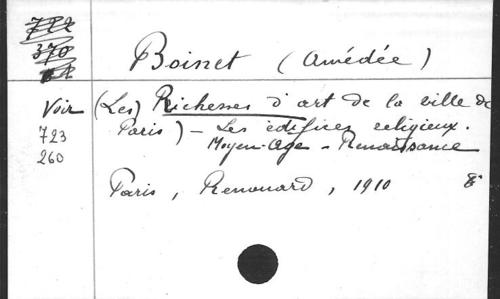 722
370
Boinet (Amédée)
Voir (Les) Richesses d'art de la ville de
723 Paris) - Les édifices religieux.
260 Moyen-Age - Renaissance
Paris, Renouard, 1910 8°